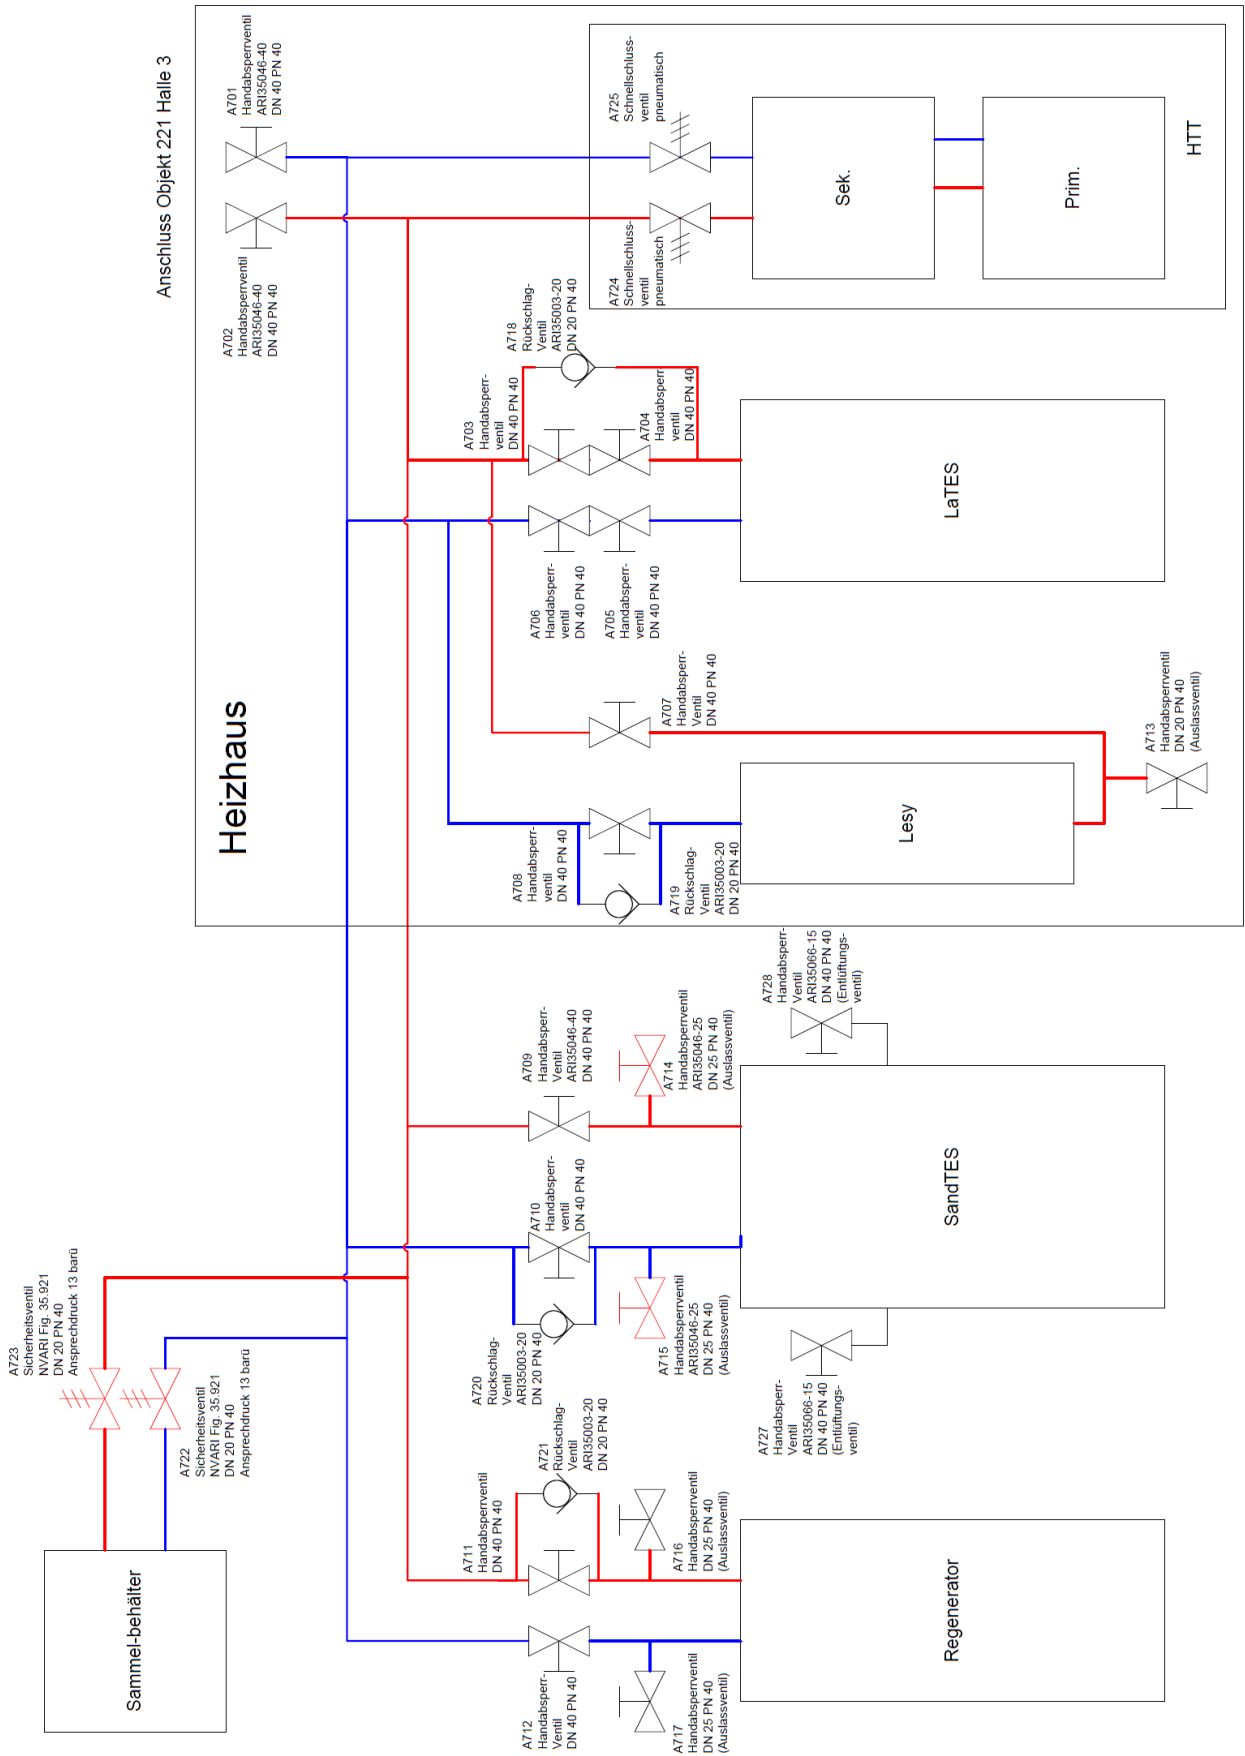 Anschluss Objekt 221 Halle 3
Heizhaus
A701
Handabsperrventil
ARI35046-40
DN 40 PN 40
A702
Handabsperrventil
ARI35046-40
DN 40 PN 40
A725
Schnellschluss-
ventil
pneumatisch
A724
Schnellschluss-
ventil
pneumatisch
Sek.
Prim.
HTT
A718
Rückschlag-
Ventil
ARI35003-20
DN 20 PN 40
A703
Handabsperr-
ventil
DN 40 PN 40
A704
Handabsperr-
ventil
DN 40 PN 40
A706
Handabsperr-
ventil
DN 40 PN 40
A705
Handabsperr-
ventil
DN 40 PN 40
LaTES
A707
Handabsperr-
Ventil
DN 40 PN 40
A713
Handabsperrventil
DN 20 PN 40
(Auslassventil)
A708
Handabsperr-
ventil
DN 40 PN 40
A719
Rückschlag-
Ventil
ARI35003-20
DN 20 PN 40
Lesy
A728
Handabsperr-
Ventil
ARI35066-15
DN 40 PN 40
(Entlüftungs-
ventil)
A709
Handabsperr-
Ventil
ARI35046-40
DN 40 PN 40
A714
Handabsperrventil
ARI35046-25
DN 25 PN 40
(Auslassventil)
A710
Handabsperr-
ventil
DN 40 PN 40
SandTES
A720
Rückschlag-
Ventil
ARI35003-20
DN 20 PN 40
A715
Handabsperrventil
ARI35046-25
DN 25 PN 40
(Auslassventil)
A727
Handabsperr-
Ventil
ARI35066-15
DN 40 PN 40
(Entlüftungs-
ventil)
A723
Sicherheitsventil
NVARI Fig. 35.921
DN 20 PN 40
Ansprechdruck 13 barü
A722
Sicherheitsventil
NVARI Fig. 35.921
DN 20 PN 40
Ansprechdruck 13 barü
A721
Rückschlag-
Ventil
ARI35003-20
DN 20 PN 40
A711
Handabsperrventil
DN 40 PN 40
A716
Handabsperrventil
DN 25 PN 40
(Auslassventil)
A712
Handabsperr-
Ventil
DN 40 PN 40
A717
Handabsperrventil
DN 25 PN 40
(Auslassventil)
Sammel-behälter
Regenerator